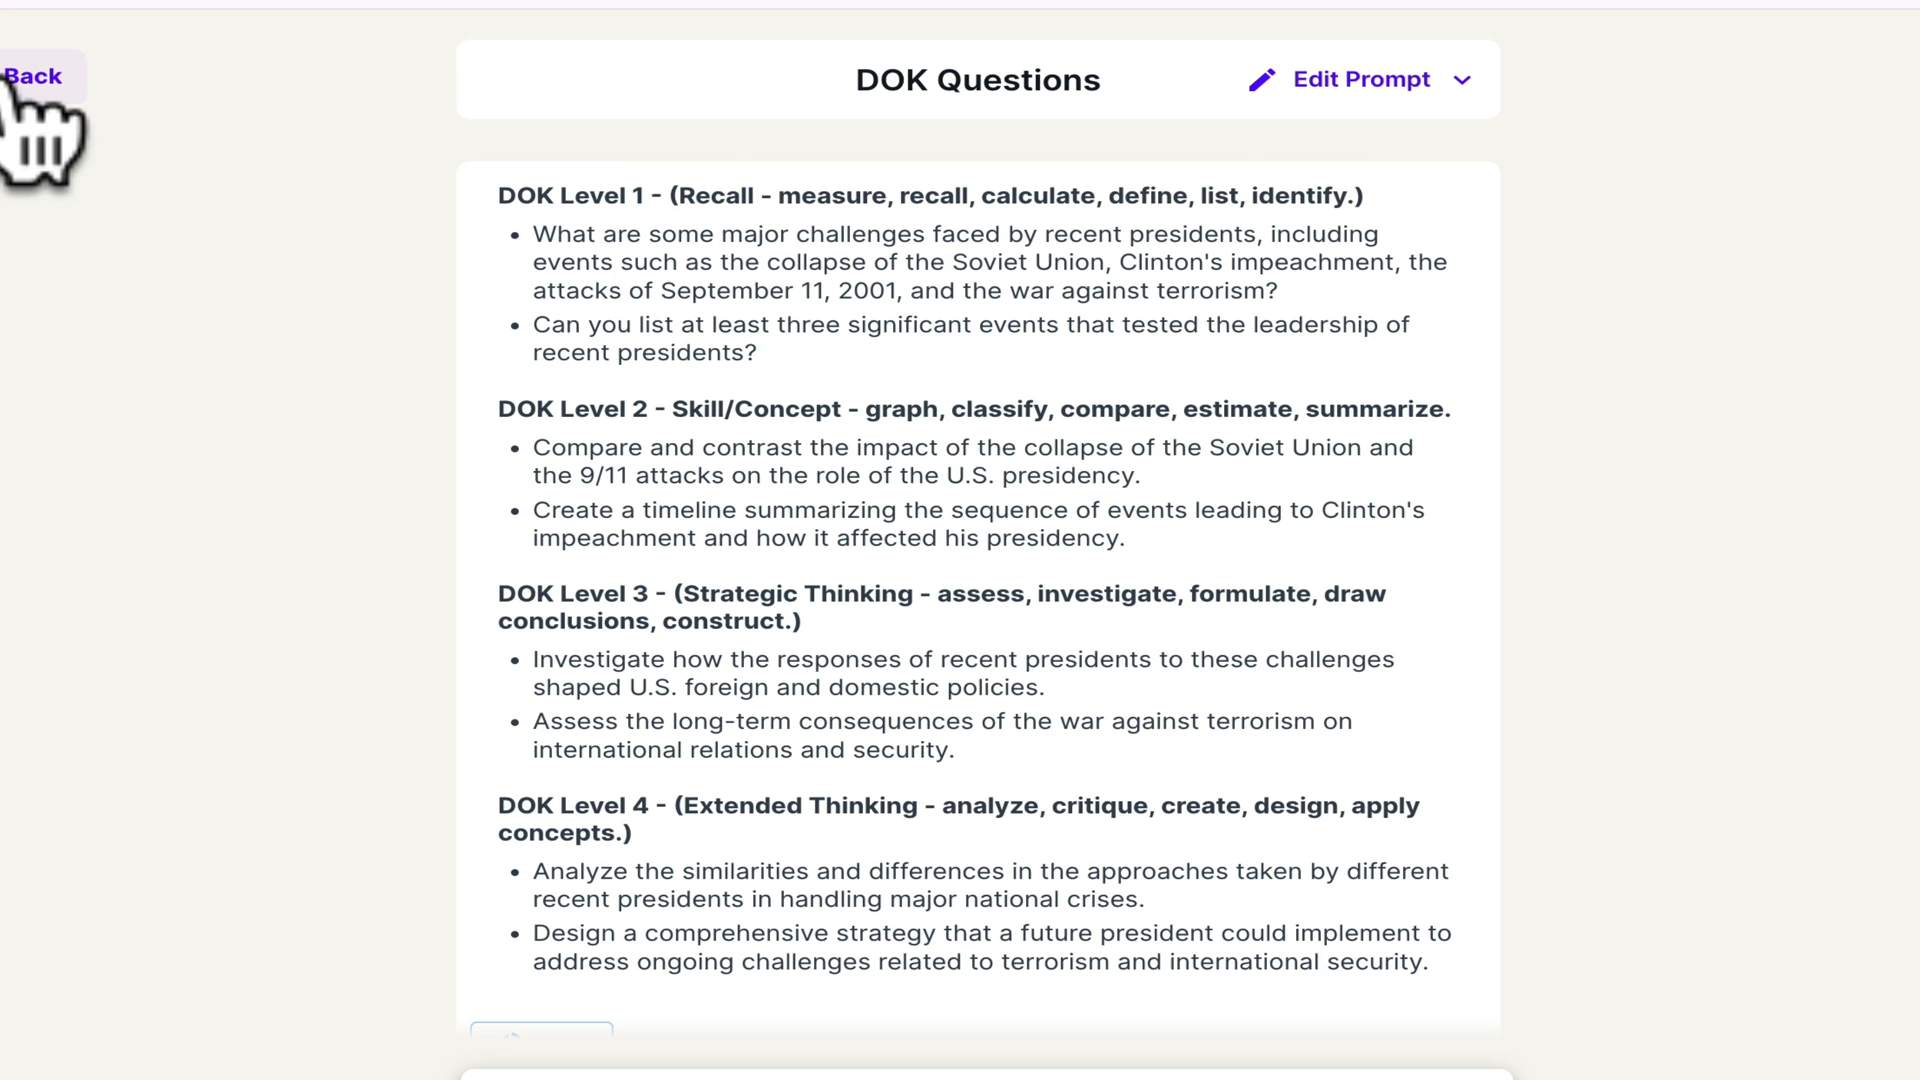 Back
DOK Questions
Edit Prompt
DOK Level 1 - (Recall - measure, recall, calculate, define, list, identify.)
• What are some major challenges faced by recent presidents, including
events such as the collapse of the Soviet Union, Clinton's impeachment, the
attacks of September 11, 2001, and the war against terrorism?
• Can you list at least three significant events that tested the leadership of
recent presidents?
DOK Level 2 - Skill/Concept - graph, classify, compare, estimate, summarize.
• Compare and contrast the impact of the collapse of the Soviet Union and
the 9/11 attacks on the role of the U.S. presidency.
• Create a timeline summarizing the sequence of events leading to Clinton's
impeachment and how it affected his presidency.
DOK Level 3 - (Strategic Thinking - assess, investigate, formulate, draw
conclusions, construct.)
• Investigate how the responses of recent presidents to these challenges
shaped U.S. foreign and domestic policies.
• Assess the long-term consequences of the war against terrorism on
international relations and security.
DOK Level 4 - (Extended Thinking - analyze, critique, create, design, apply
concepts.)
• Analyze the similarities and differences in the approaches taken by different
recent presidents in handling major national crises.
• Design a comprehensive strategy that a future president could implement to
address ongoing challenges related to terrorism and international security.